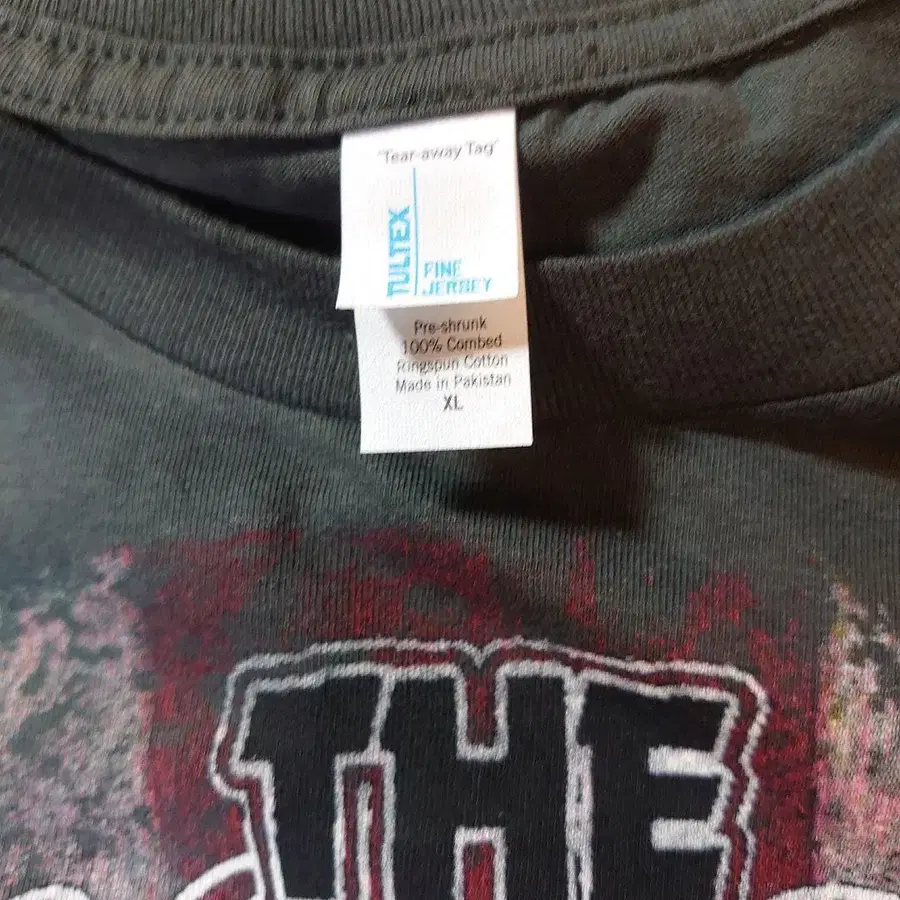 "Tear-away Tag"
TULTEX
FINE
JERSEY
Pre-shrunk
100% Combed
Ringspun Cotton
Made in Pakistan
XL
THE